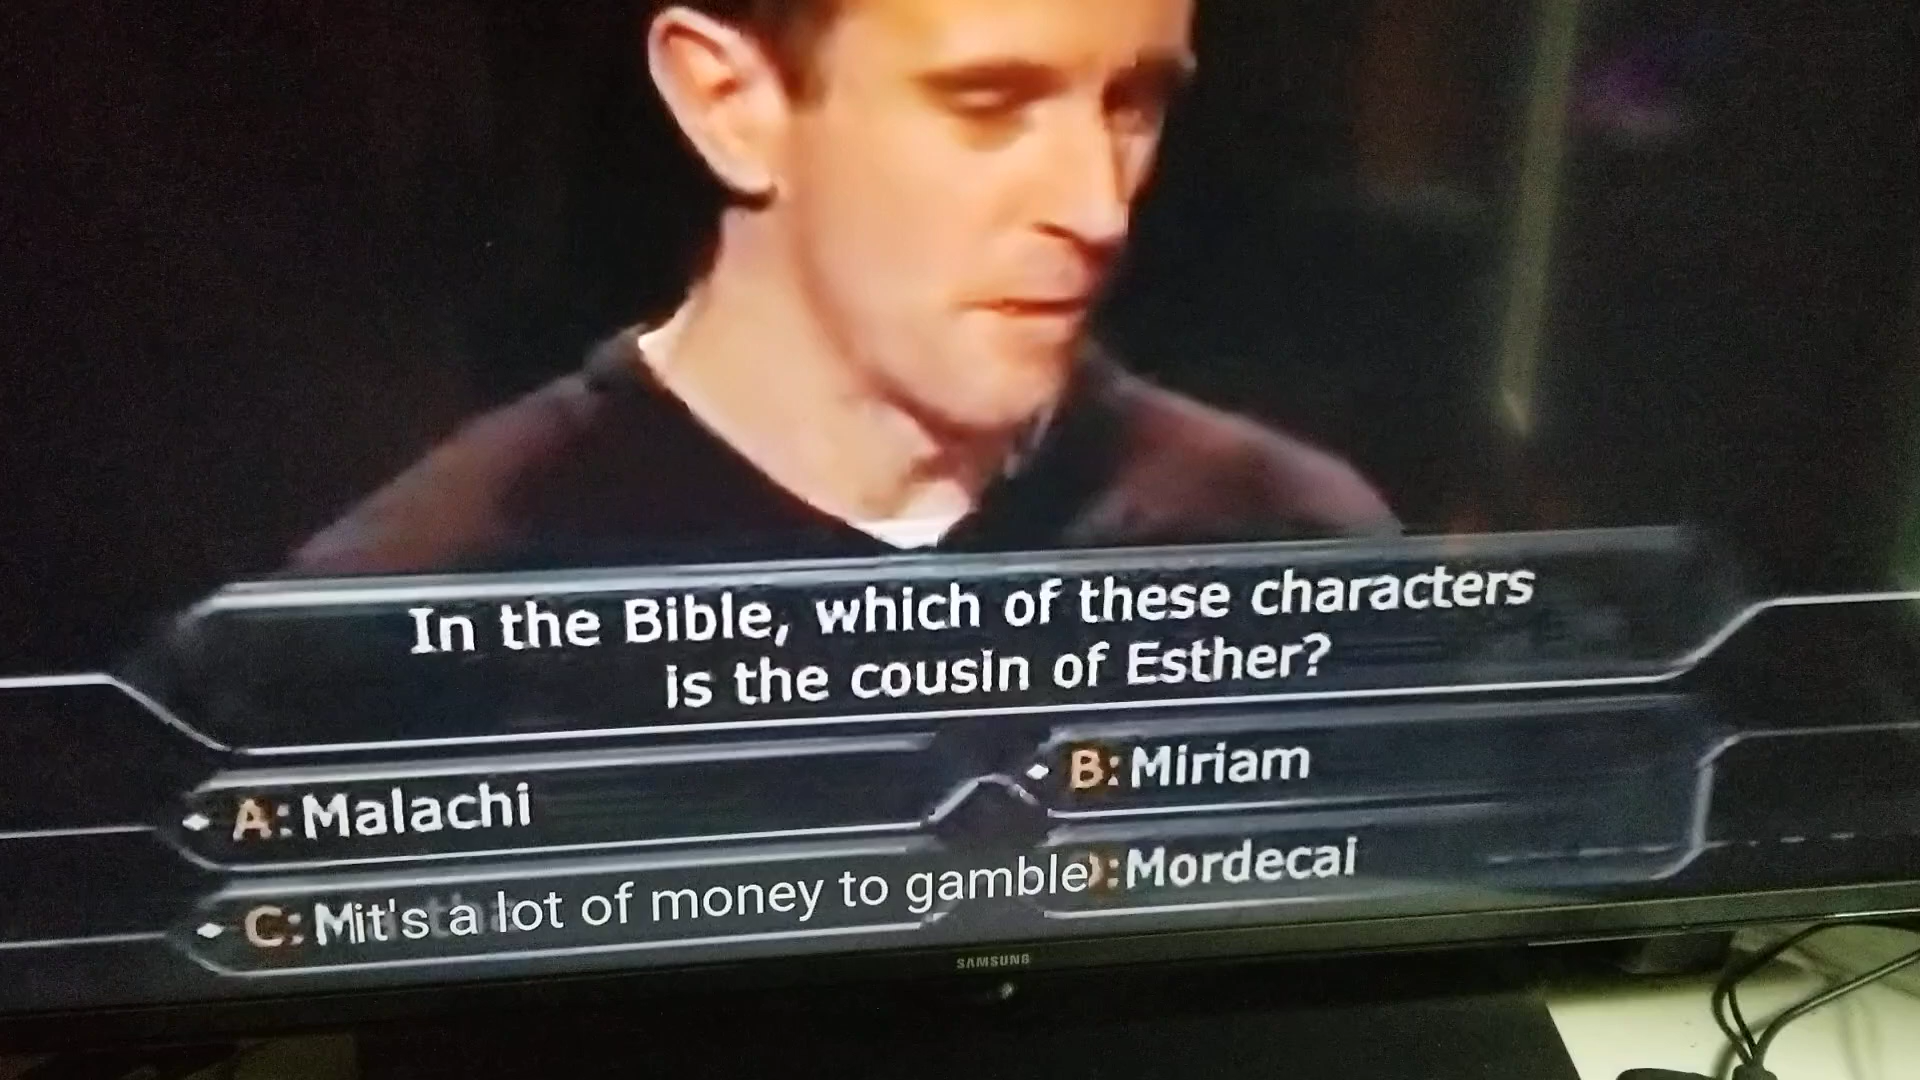 In the Bible, which of these characters
is the cousin of Esther?
A: Malachi
B: Miriam
C: M
it's a lot of money to gamble
:Mordecai
SAMSUNG